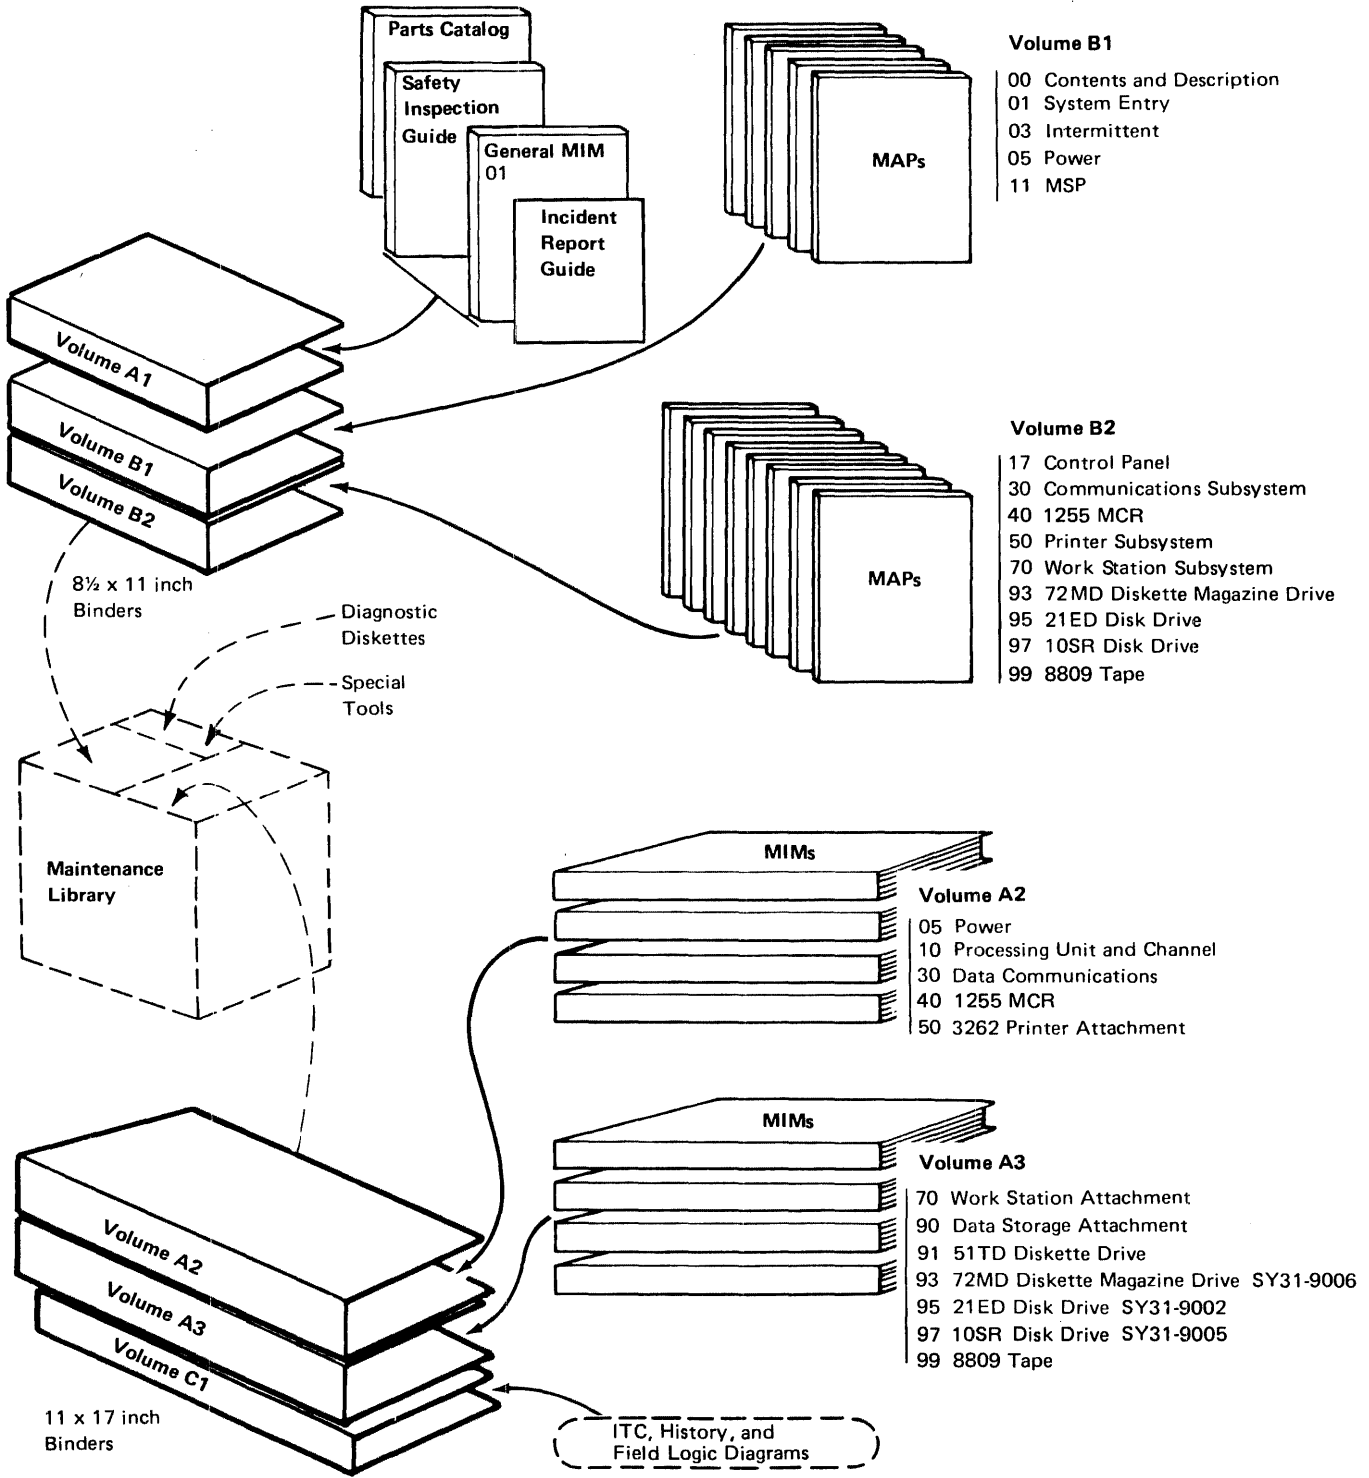 Parts Catalog
Safety
Inspection
Guide
General MIM
01
Incident
Report
Guide
MAPs
Volume B1
00 Contents and Description
01 System Entry
03 Intermittent
05 Power
11 MSP
Volume A1
Volume B1
Volume B2
8½ x 11 inch
Binders
MAPs
Volume B2
17 Control Panel
30 Communications Subsystem
40 1255 MCR
50 Printer Subsystem
70 Work Station Subsystem
93 72MD Diskette Magazine Drive
95 21ED Disk Drive
97 10SR Disk Drive
99 8809 Tape
Diagnostic
Diskettes
Special
Tools
Maintenance
Library
MIMs
Volume A2
05 Power
10 Processing Unit and Channel
30 Data Communications
40 1255 MCR
50 3262 Printer Attachment
MIMs
Volume A3
70 Work Station Attachment
90 Data Storage Attachment
91 51TD Diskette Drive
93 72MD Diskette Magazine Drive SY31-9006
95 21ED Disk Drive SY31-9002
97 10SR Disk Drive SY31-9005
99 8809 Tape
Volume A2
Volume A3
Volume C1
11 x 17 inch
Binders
ITC, History, and
Field Logic Diagrams